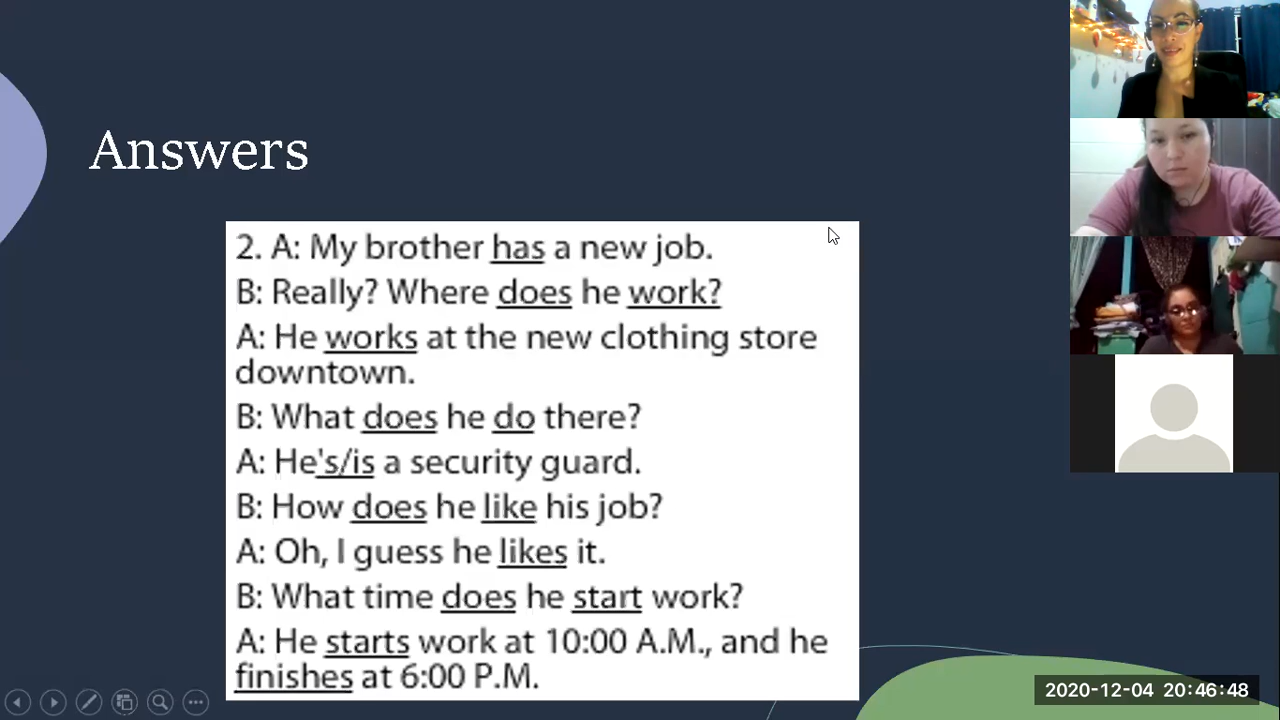 Answers
2. A: My brother has a new job.
B: Really? Where does he work?
A: He works at the new clothing store
downtown.
B: What does he do there?
A: He's/is a security guard.
B: How does he like his job?
A: Oh, I guess he likes it.
B: What time does he start work?
A: He starts work at 10:00 A.M., and he
finishes at 6:00 P.M.
2020-12-04 20:46:48